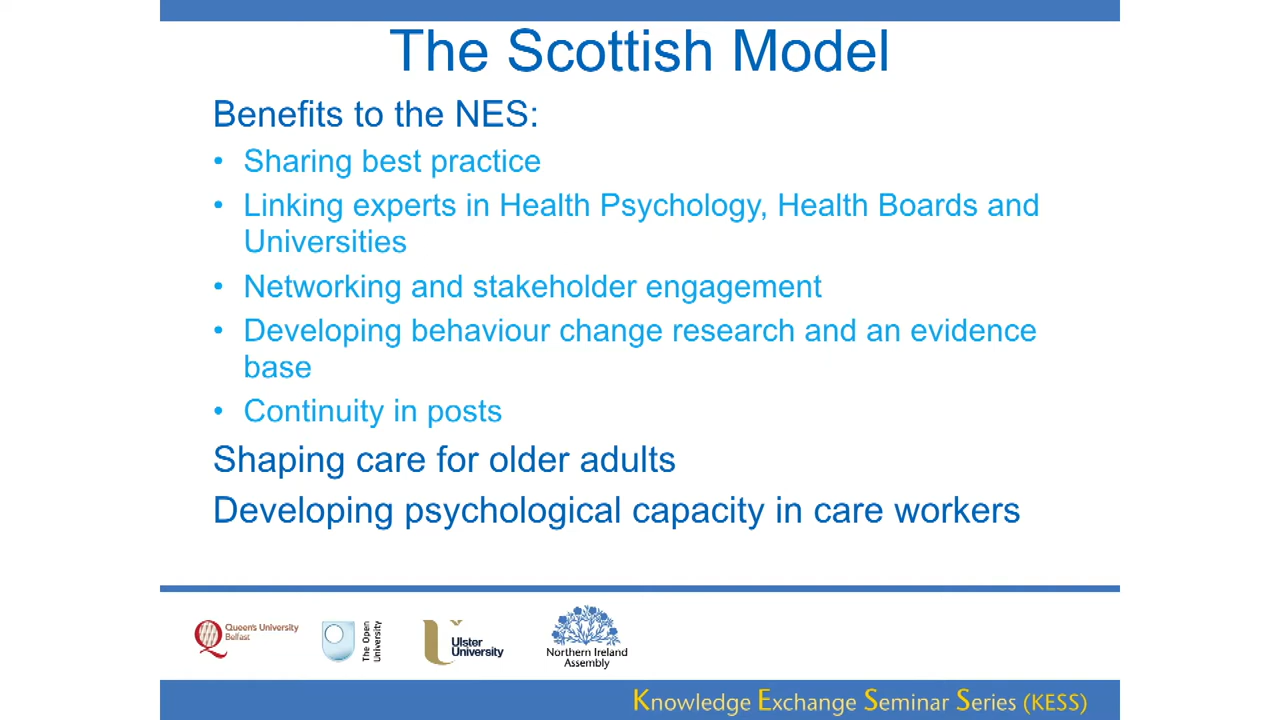 The Scottish Model
Benefits to the NES:
• Sharing best practice
• Linking experts in Health Psychology, Health Boards and
Universities
• Networking and stakeholder engagement
• Developing behaviour change research and an evidence
base
• Continuity in posts
Shaping care for older adults
Developing psychological capacity in care workers
Queen's University
Belfast
The Open
University
Ulster
University
Northern Ireland
Assembly
Knowledge Exchange Seminar Series (KESS)